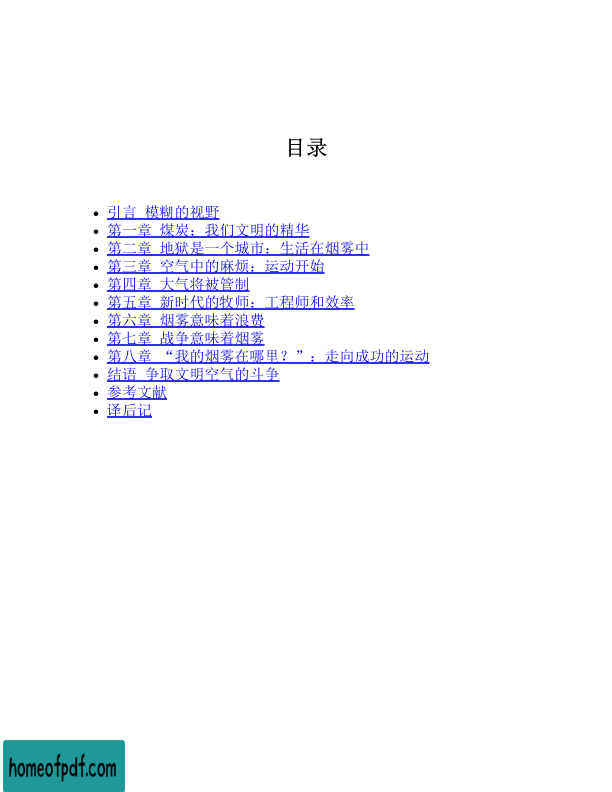 目录
引言 模糊的视野
第一章 煤炭：我们文明的精华
第二章 地狱是一个城市：生活在烟雾中
第三章 空气中的麻烦：运动开始
第四章 大气将被管制
第五章 新时代的牧师：工程师和效率
第六章 烟雾意味着浪费
第七章 战争意味着烟雾
第八章 “我的烟雾在哪里？”：走向成功的运动
结语 争取文明空气的斗争
参考文献
译后记
homeofpdf.com